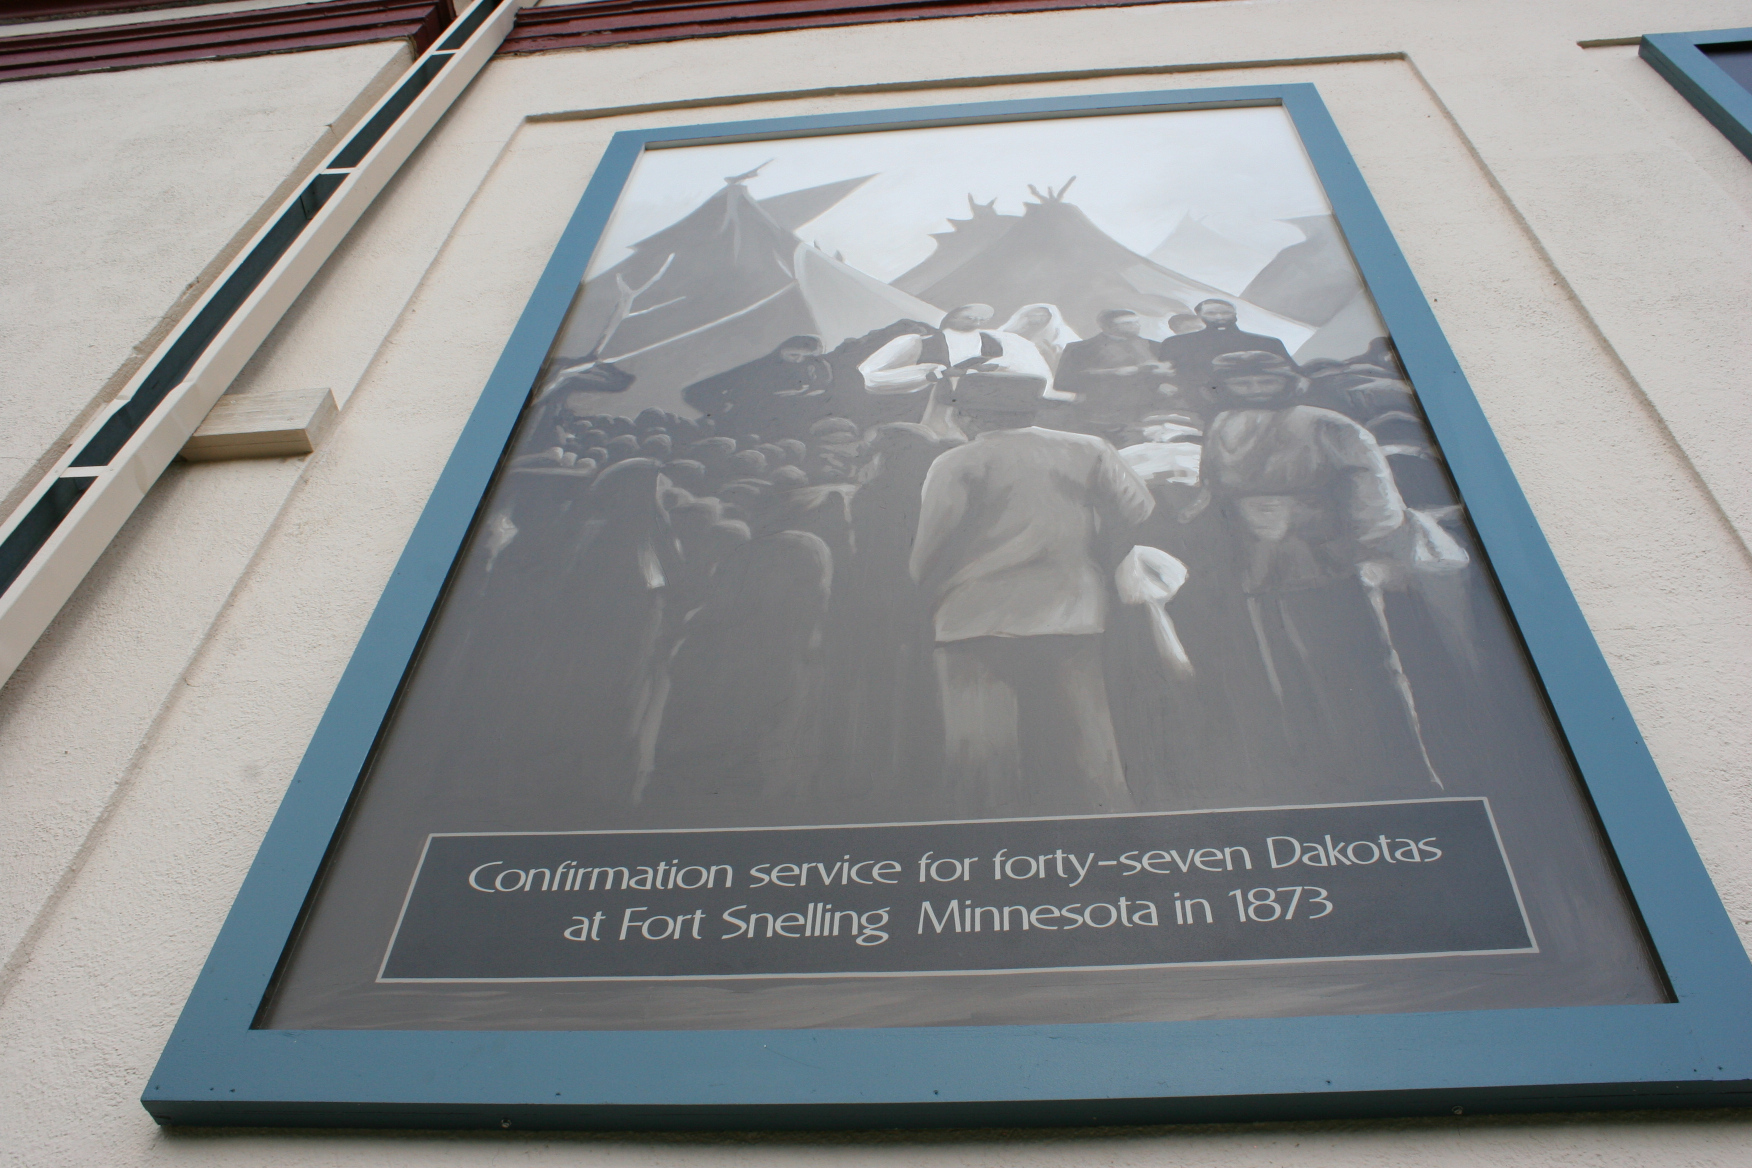 Confirmation service for forty-seven Dakotas
at Fort Snelling Minnesota in 1873